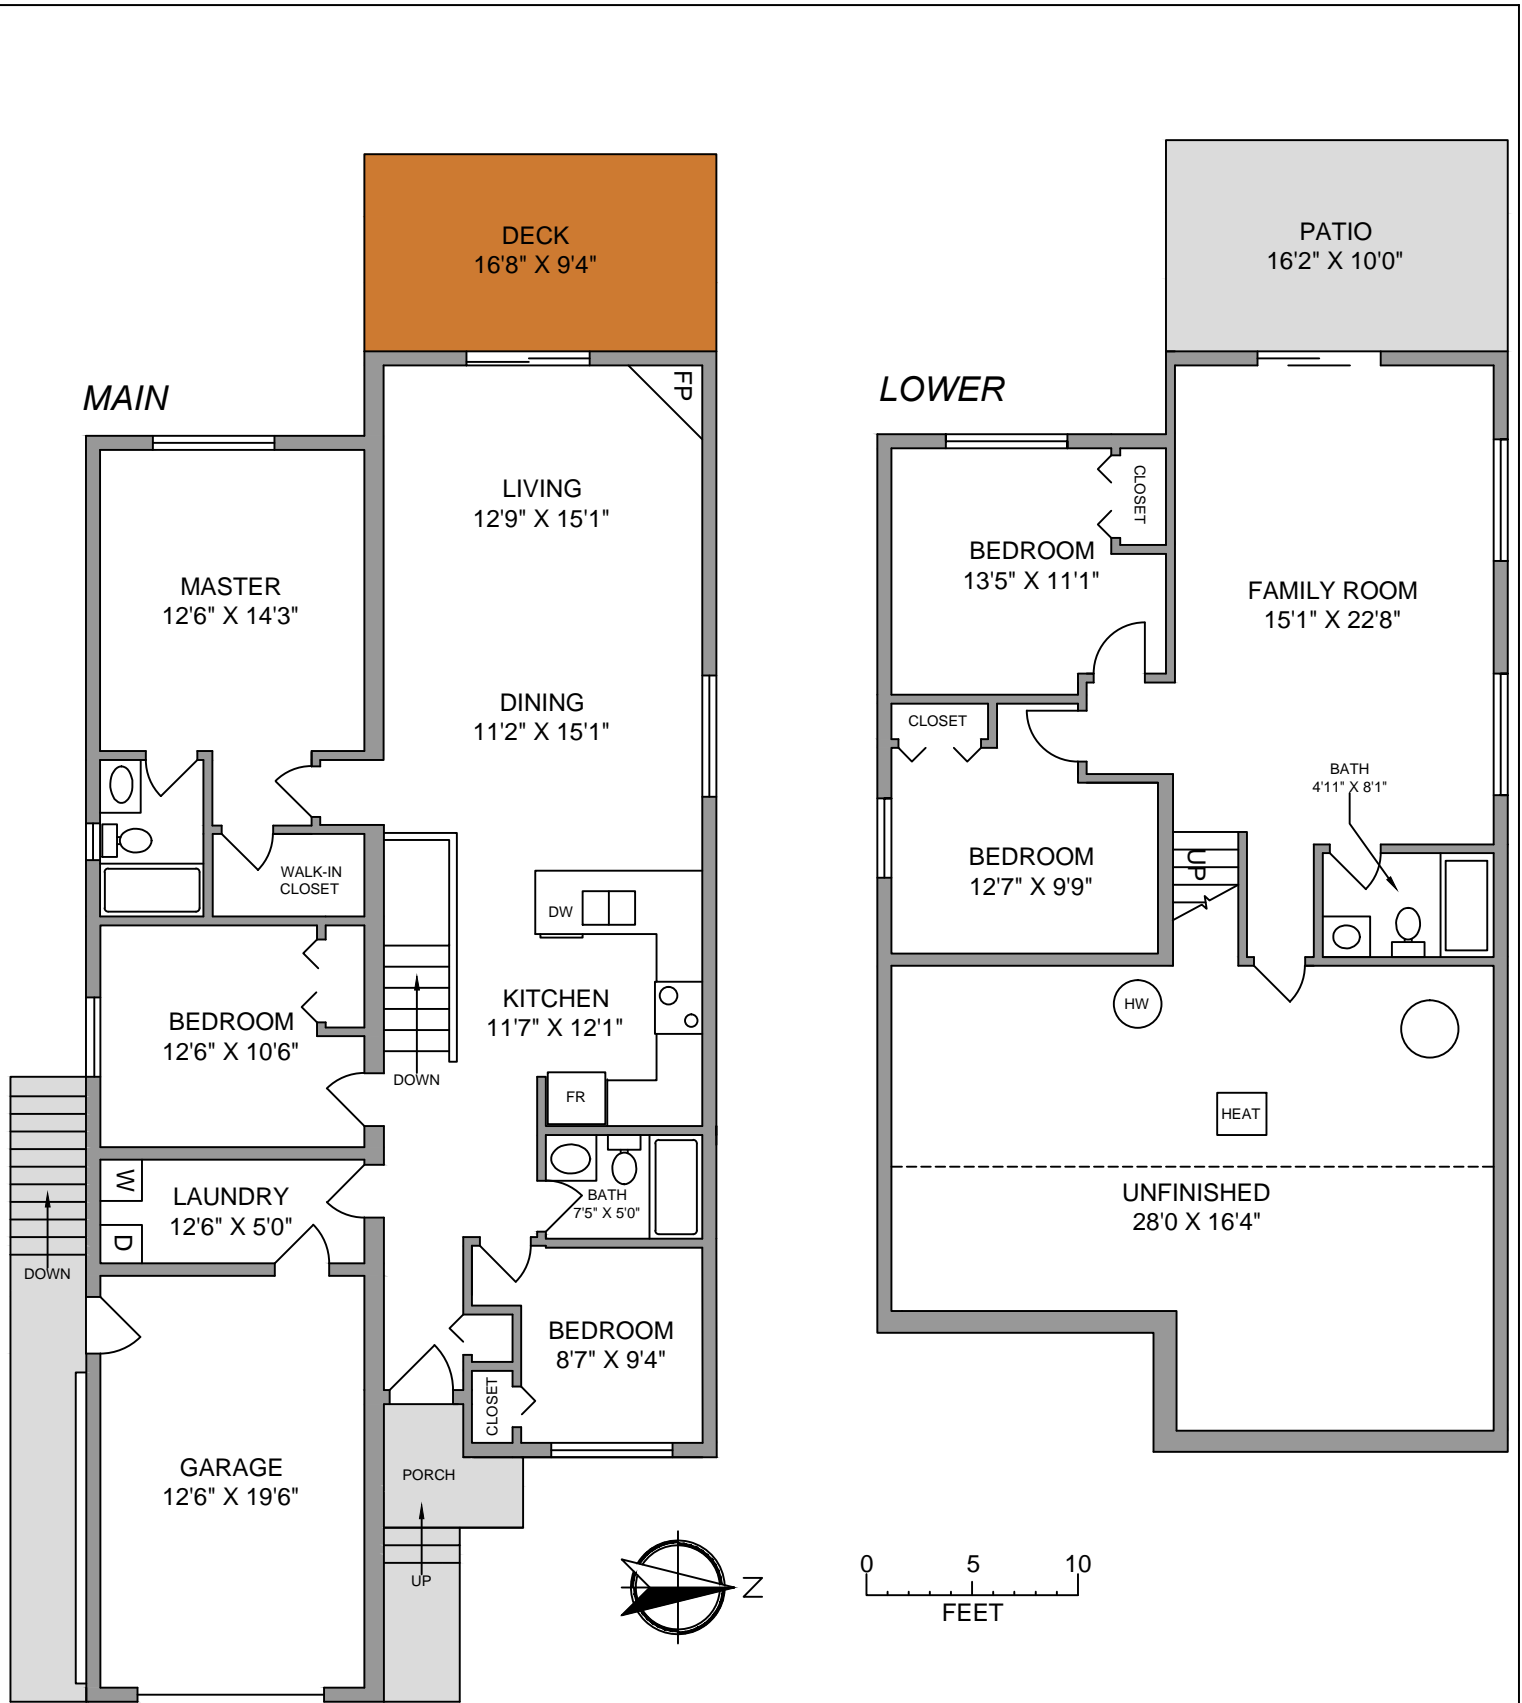 DECK
16'8" X 9'4"
MAIN
FP
LIVING
12'9" X 15'1"
MASTER
12'6" X 14'3"
DINING
11'2" X 15'1"
WALK-IN
CLOSET
DW
KITCHEN
11'7" X 12'1"
BEDROOM
12'6" X 10'6"
DOWN
FR
W
LAUNDRY
12'6" X 5'0"
D
BATH
7'5" X 5'0"
DOWN
BEDROOM
8'7" X 9'4"
CLOSET
GARAGE
12'6" X 19'6"
PORCH
UP
PATIO
16'2" X 10'0"
LOWER
CLOSET
BEDROOM
13'5" X 11'1"
FAMILY ROOM
15'1" X 22'8"
CLOSET
BATH
4'11" X 8'1"
BEDROOM
12'7" X 9'9"
UP
HW
HEAT
UNFINISHED
28'0 X 16'4"
N
0 5 10
FEET